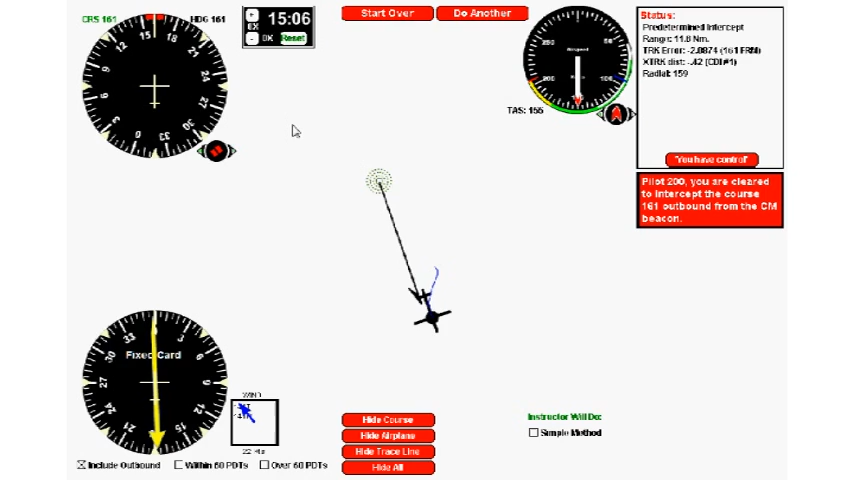 CRS 161
HDG 161
15:06
OK
Reset
Start Over
Do Another
TAS: 155
Status:
Predetermined Intercept
Range: 11.8 Nm.
TRK Error: -2.0874 (161 FRM)
XTRK dist: -.42 (CDI #1)
Radial: 159
"You have control"
Pilot 200, you are cleared
to intercept the course
161 outbound from the CM
beacon.
Fixed Card
WIND
Hide Course
Hide Airplane
Hide Trace Line
Hide All
Instructor Will Do:
Simple Method
Include Outbound
Within 60 PDTs
Over 60 PDTs